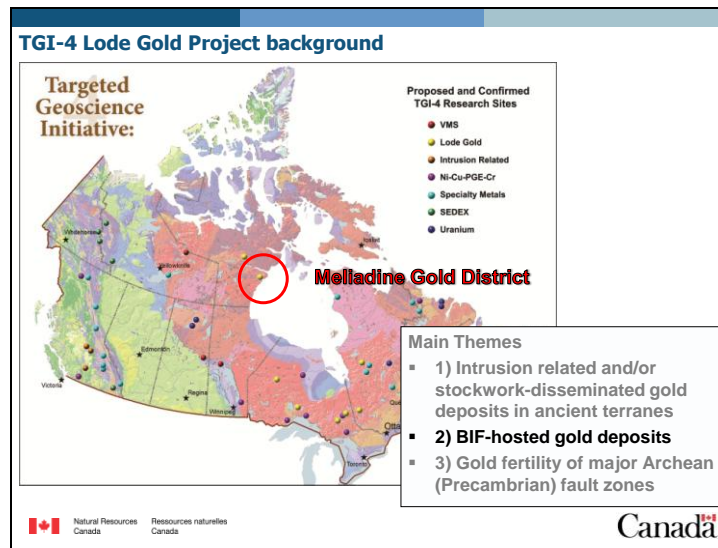 TGI-4 Lode Gold Project background
Targeted
Geoscience
Initiative:
Proposed and Confirmed
TGI-4 Research Sites
VMS
Lode Gold
Intrusion Related
Ni-Cu-PGE-Cr
Specialty Metals
SEDEX
Uranium
Whitehorse
Yellowknife
Iqaluit
Meliadine Gold District
Edmonton
Victoria
Regina
Winnipeg
Toronto
Main Themes
1) Intrusion related and/or
stockwork-disseminated gold
deposits in ancient terranes
2) BIF-hosted gold deposits
3) Gold fertility of major Archean
(Precambrian) fault zones
Natural Resources Ressources naturelles
Canada Canada
Canada